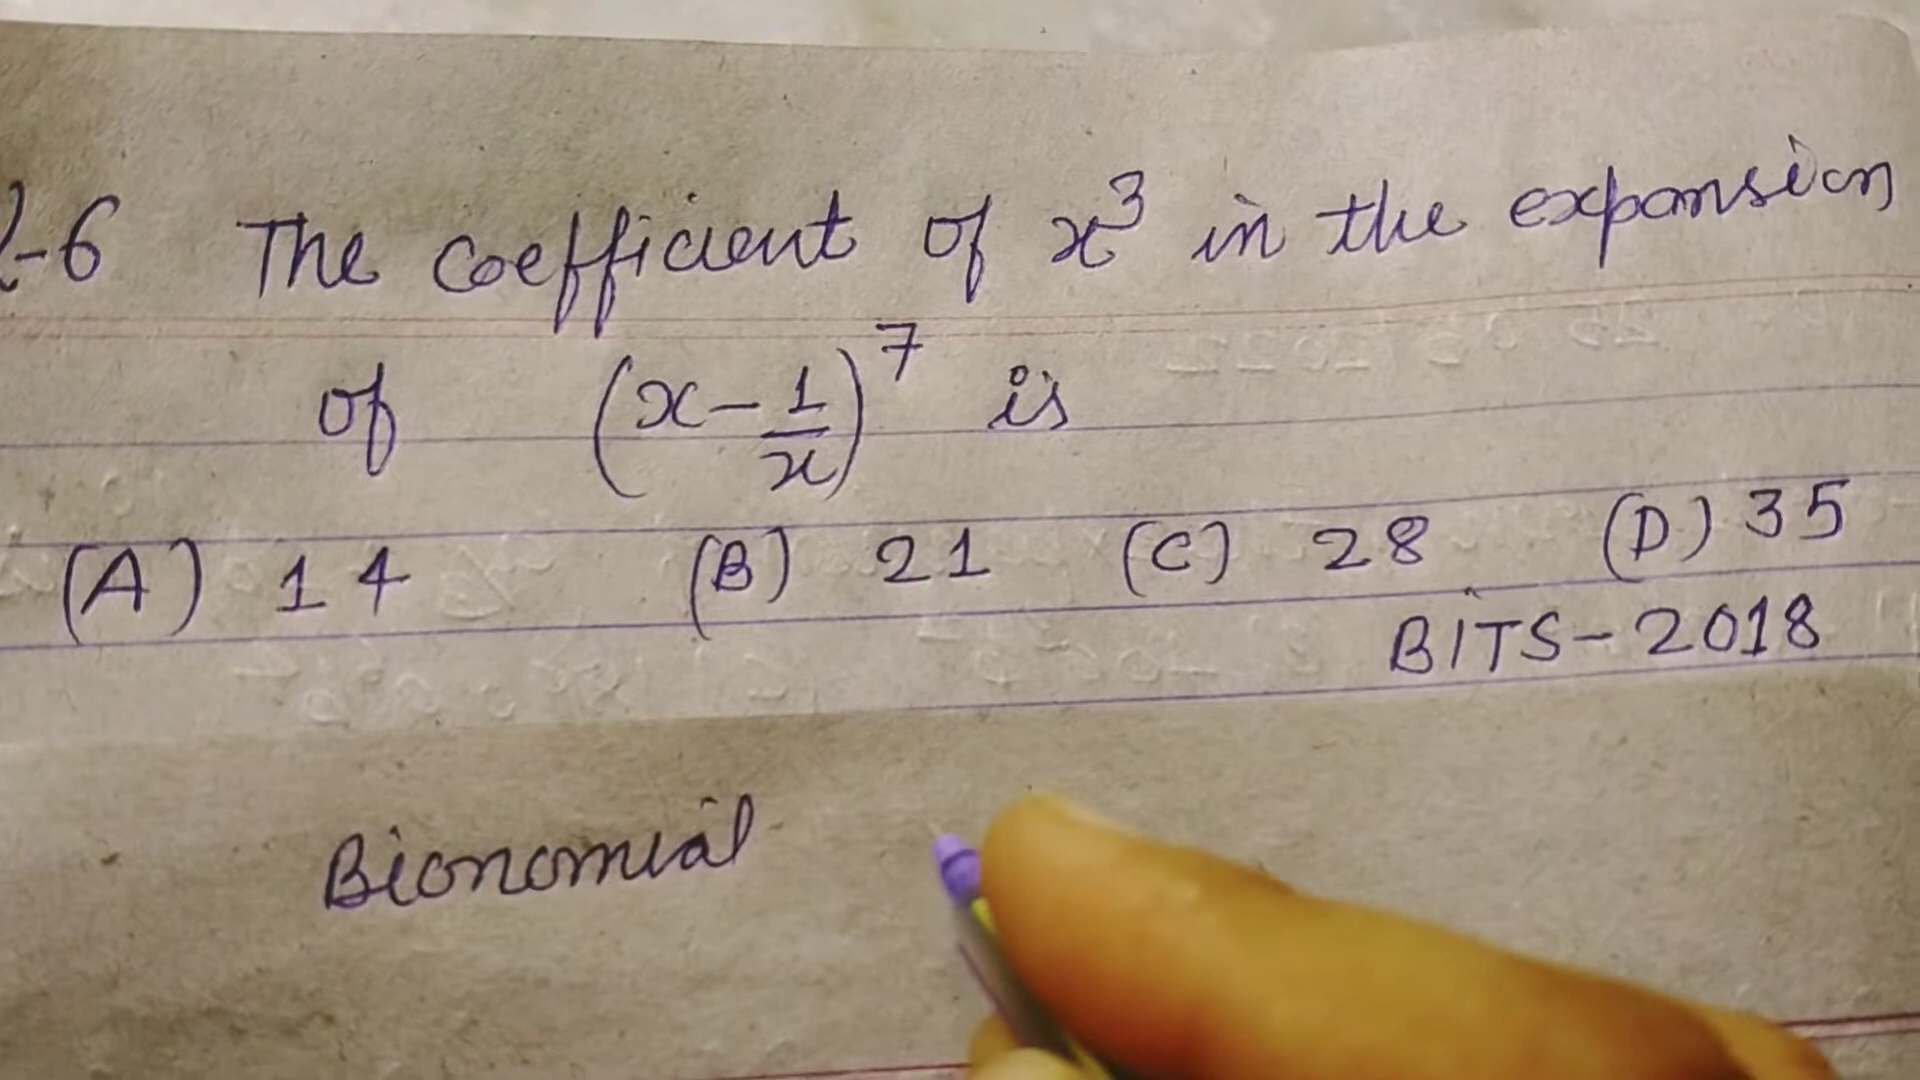 2-6 The coefficient of x³ in the expansion
of (x - 1/x)⁷ is
(A) 14 (B) 21 (C) 28 (D) 35
BITS-2018
Bionomial